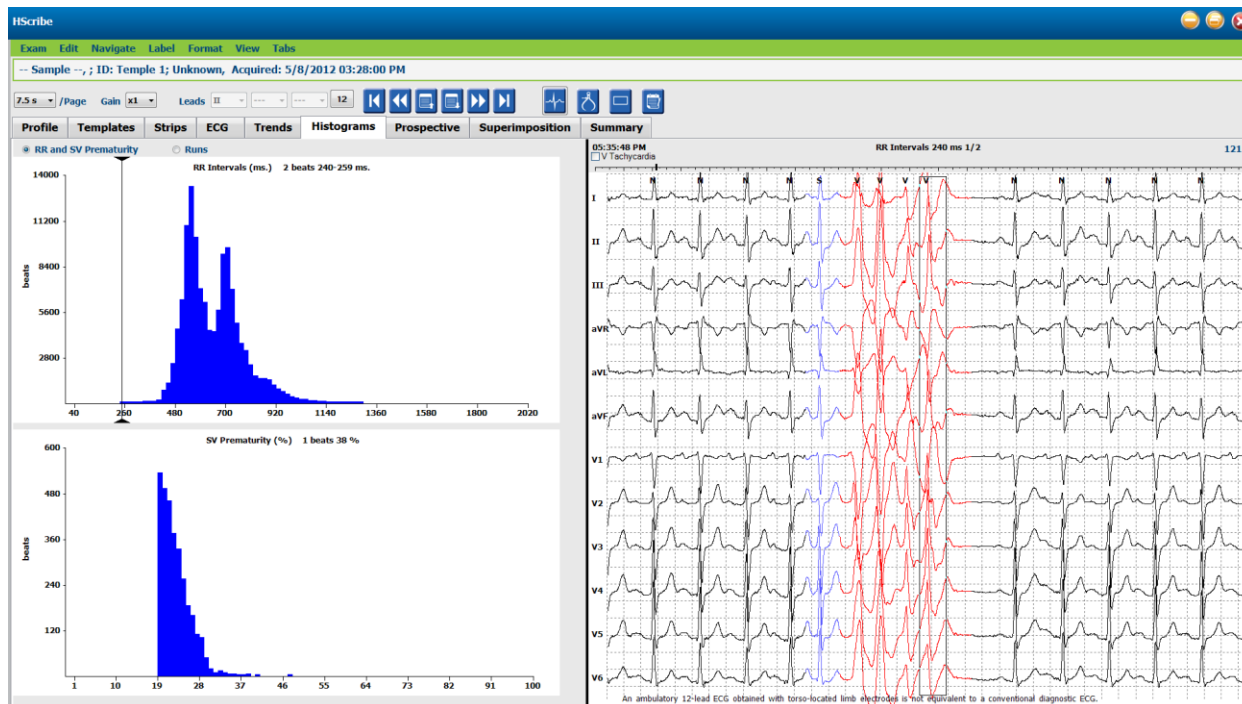 HScribe
Exam Edit Navigate Label Format View Tabs
-- Sample --, ; ID: Temple 1; Unknown, Acquired: 5/8/2012 03:28:00 PM
7.5 s /Page Gain x1 Leads II --- --- 12
Profile Templates Strips ECG Trends Histograms Prospective Superimposition Summary
RR and SV Prematurity Runs
RR Intervals (ms.) 2 beats 240-259 ms.
14000
11200
8400
5600
2800
beats
40 260 480 700 920 1140 1360 1580 1800 2020
SV Prematurity (%) 1 beats 38 %
600
480
360
240
120
beats
1 10 19 28 37 46 55 64 73 82 91 100
05:35:48 PM RR Intervals 240 ms 1/2 121
V Tachycardia
N N N N S V V V V N N N N N
I
II
III
aVR
aVL
aVF
V1
V2
V3
V4
V5
V6
An ambulatory 12-lead ECG obtained with torso-located limb electrodes is not equivalent to a conventional diagnostic ECG.